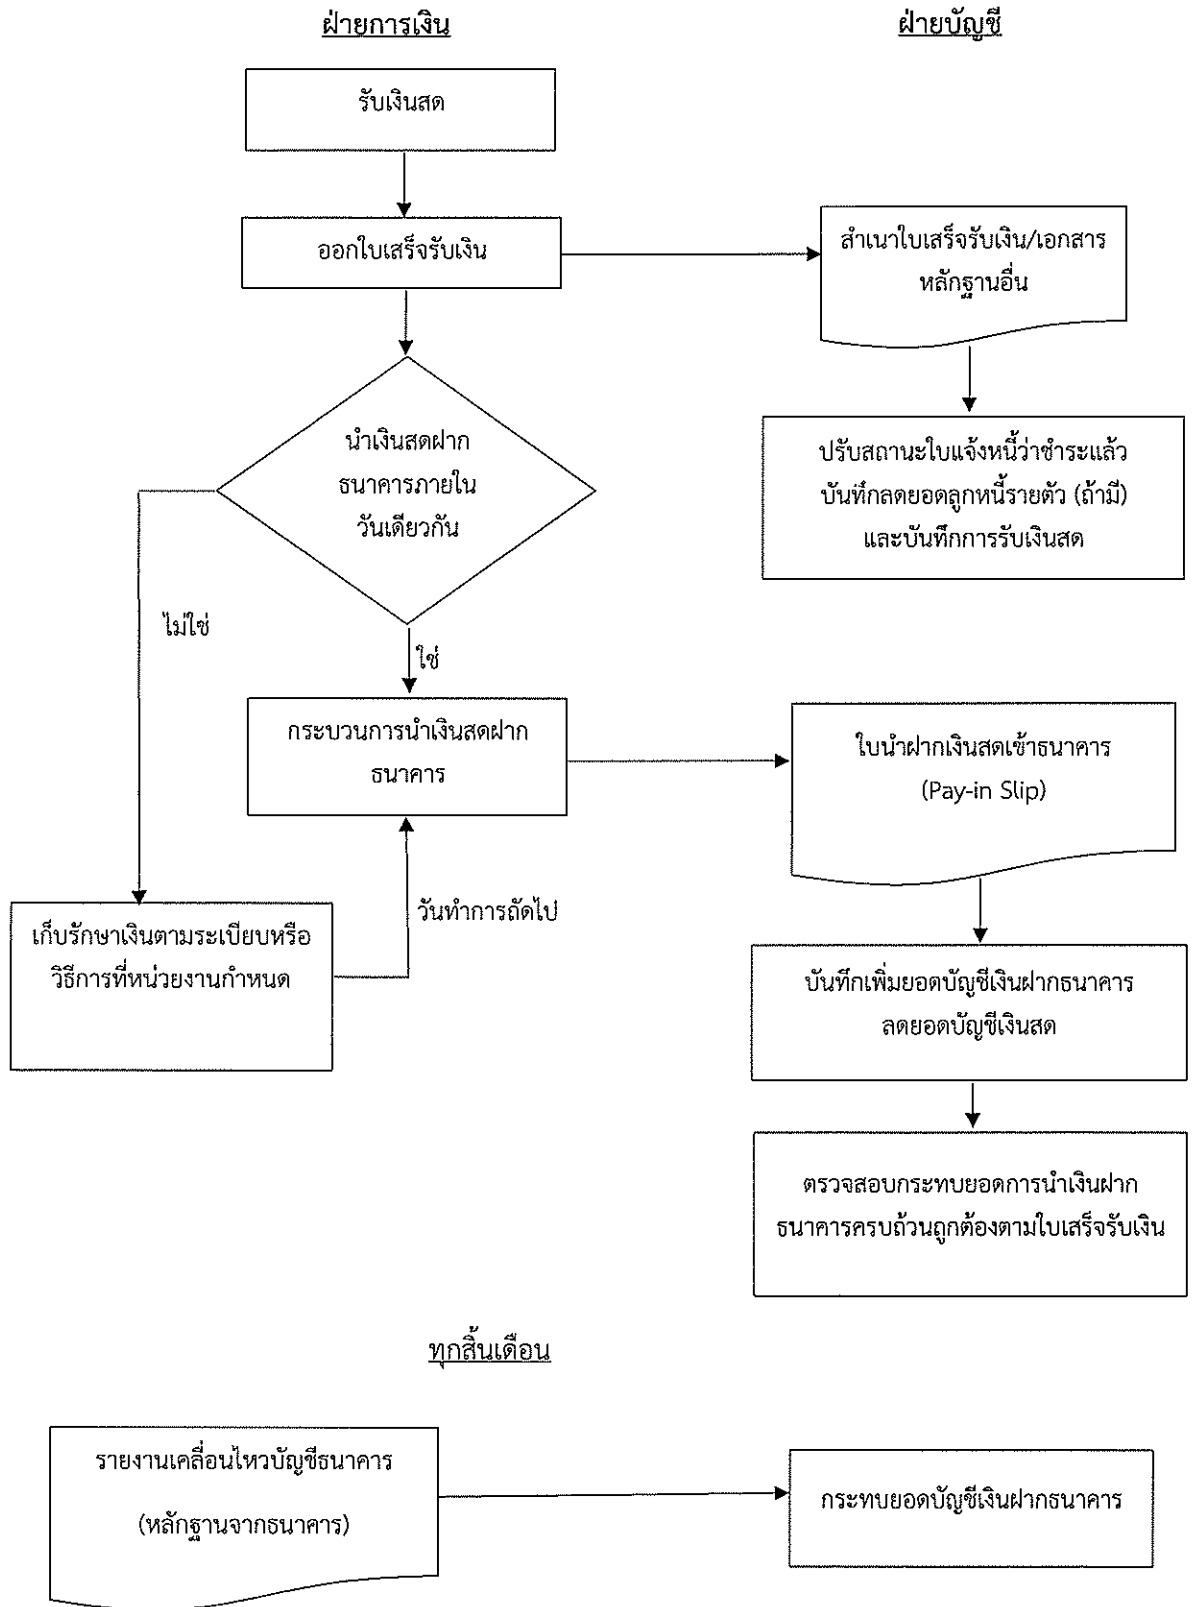 ฝ่ายการเงิน
ฝ่ายบัญชี
รับเงินสด
ออกใบเสร็จรับเงิน
สำเนาใบเสร็จรับเงิน/เอกสาร
หลักฐานอื่น
นำเงินสดฝาก
ธนาคารภายใน
วันเดียวกัน
ปรับสถานะใบแจ้งหนี้ว่าชำระแล้ว
บันทึกลดยอดลูกหนี้รายตัว (ถ้ามี)
และบันทึกการรับเงินสด
ไม่ใช่
ใช่
กระบวนการนำเงินสดฝาก
ธนาคาร
ใบนำฝากเงินสดเข้าธนาคาร
(Pay-in Slip)
วันทำการถัดไป
เก็บรักษาเงินตามระเบียบหรือ
วิธีการที่หน่วยงานกำหนด
บันทึกเพิ่มยอดบัญชีเงินฝากธนาคาร
ลดยอดบัญชีเงินสด
ตรวจสอบกระทบยอดการนำเงินฝาก
ธนาคารครบถ้วนถูกต้องตามใบเสร็จรับเงิน
ทุกสิ้นเดือน
รายงานเคลื่อนไหวบัญชีธนาคาร
(หลักฐานจากธนาคาร)
กระทบยอดบัญชีเงินฝากธนาคาร